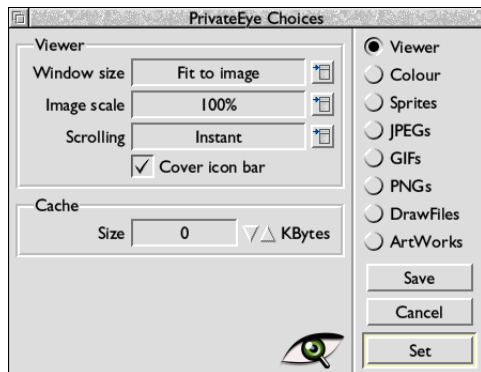 PrivateEye Choices
Viewer
Window size Fit to image
Image scale 100%
Scrolling Instant
Cover icon bar
Cache
Size 0 KBytes
Viewer
Colour
Sprites
JPEGs
GIFs
PNGs
DrawFiles
ArtWorks
Save
Cancel
Set